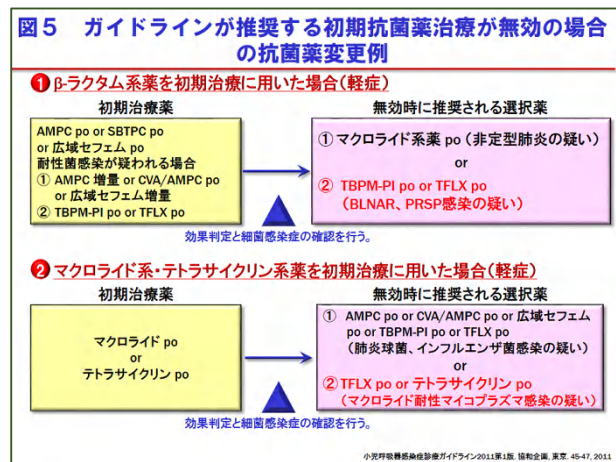 図5 ガイドラインが推奨する初期抗菌薬治療が無効の場合
の抗菌薬変更例
❶β-ラクタム系薬を初期治療に用いた場合(軽症)
初期治療薬
AMPC po or SBTPC po
or 広域セフェム po
耐性菌感染が疑われる場合
① AMPC 増量 or CVA/AMPC po
or 広域セフェム増量
② TBPM-PI po or TFLX po
無効時に推奨される選択薬
① マクロライド系薬 po (非定型肺炎の疑い)
or
② TBPM-PI po or TFLX po
(BLNAR、PRSP感染の疑い)
効果判定と細菌感染症の確認を行う。
❷マクロライド系・テトラサイクリン系薬を初期治療に用いた場合(軽症)
初期治療薬
マクロライド po
or
テトラサイクリン po
無効時に推奨される選択薬
① AMPC po or CVA/AMPC po or 広域セフェム
po or TBPM-PI po or TFLX po
(肺炎球菌、インフルエンザ菌感染の疑い)
or
② TFLX po or テトラサイクリン po
(マクロライド耐性マイコプラズマ感染の疑い)
効果判定と細菌感染症の確認を行う。
小児呼吸器感染症診療ガイドライン2011第1版. 協和企画, 東京. 45-47, 2011